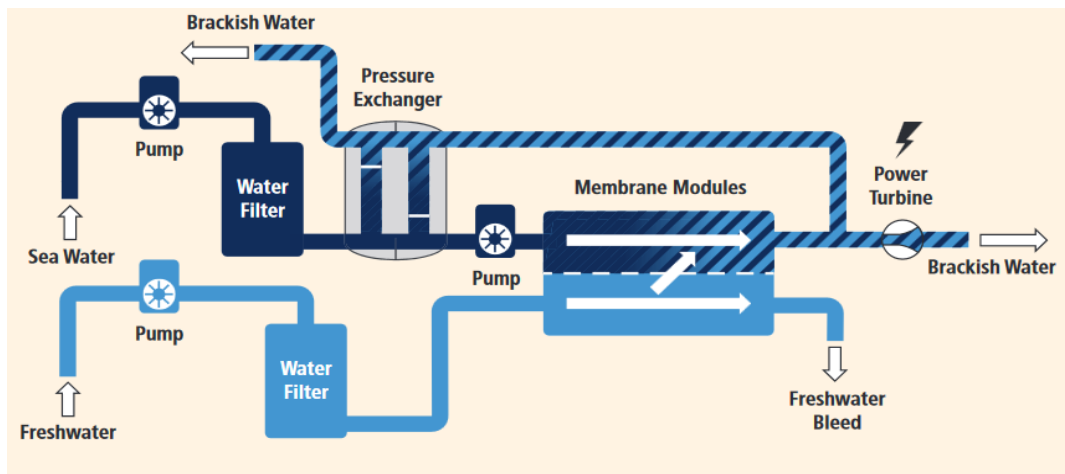 Brackish Water
Pressure
Exchanger
Pump
Water
Filter
Sea Water
Membrane Modules
Power
Turbine
Pump
Brackish Water
Pump
Water
Filter
Freshwater
Freshwater
Bleed